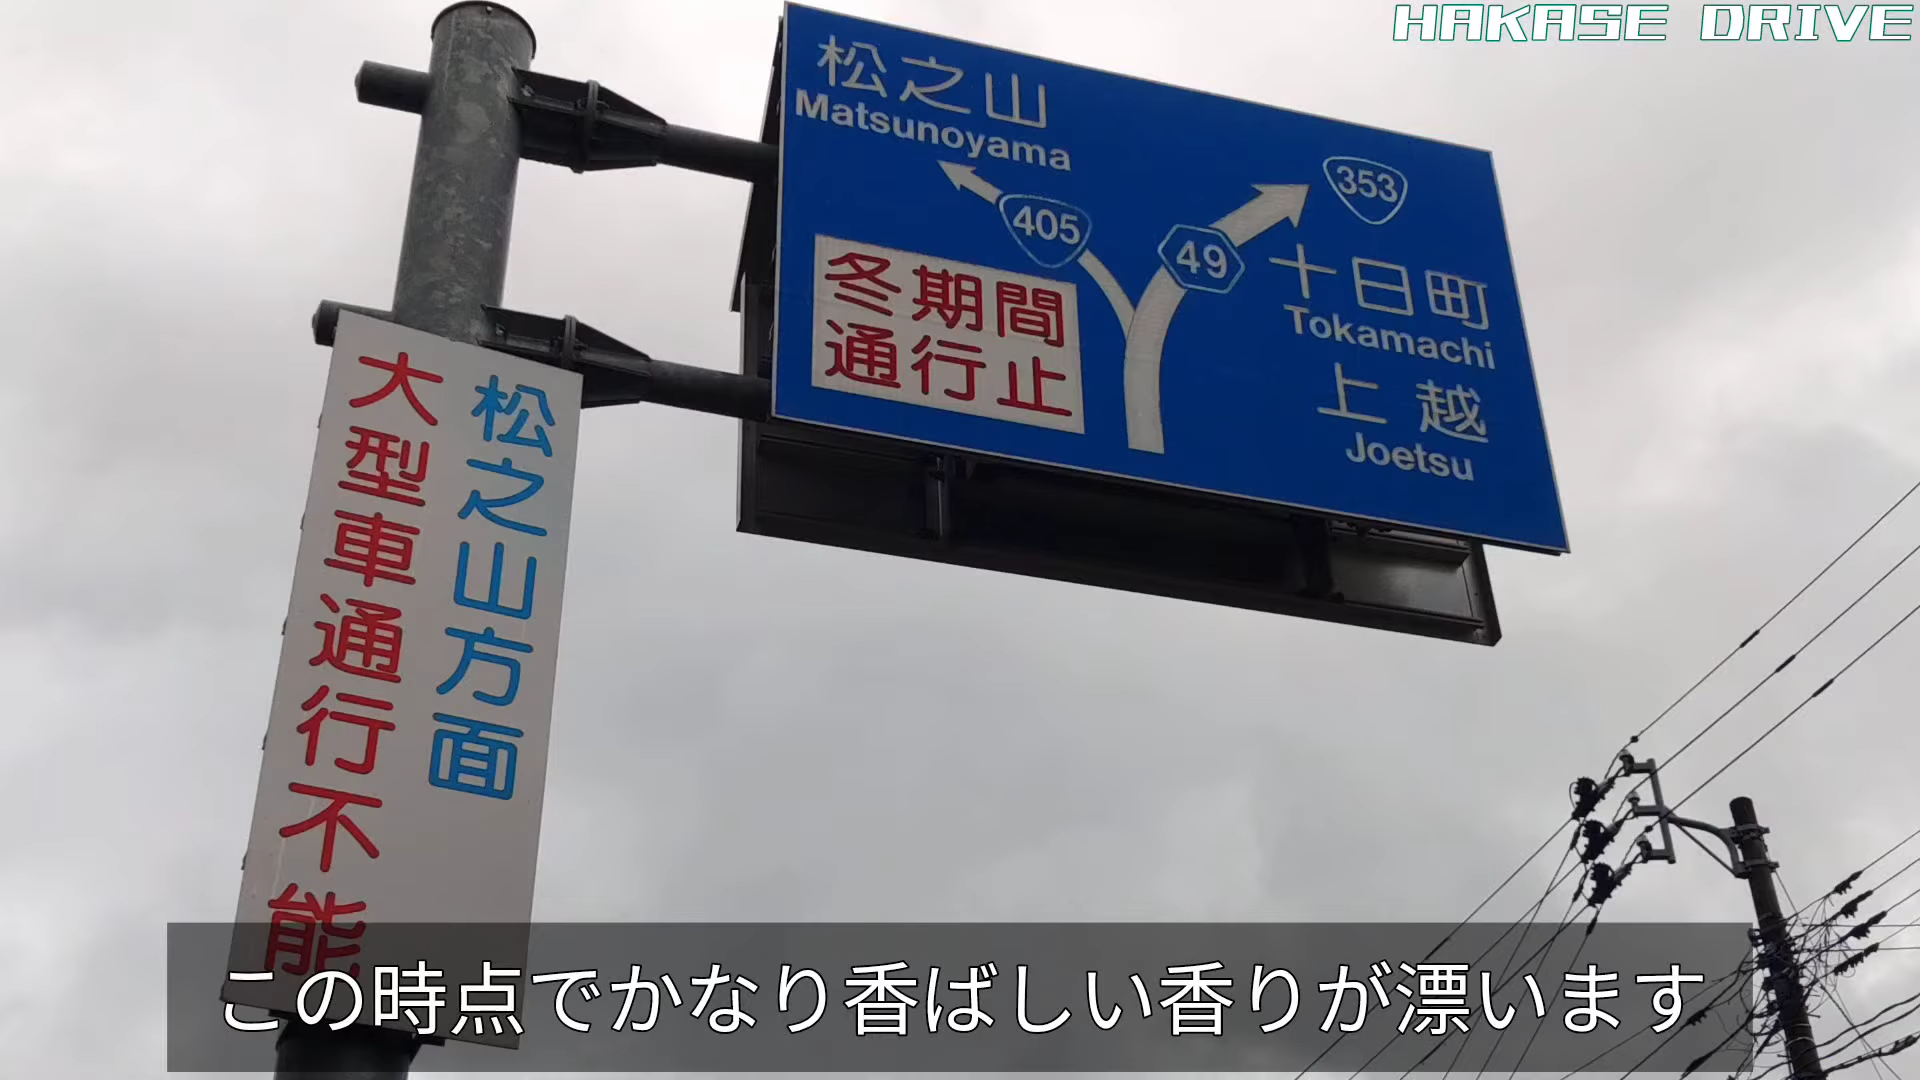 HAKASE DRIVE
松之山
Matsunoyama
405
49
353
十日町
Tokamachi
上越
Joetsu
冬期間
通行止
松之山方面
大型車通行不能
この時点でかなり香ばしい香りが漂います